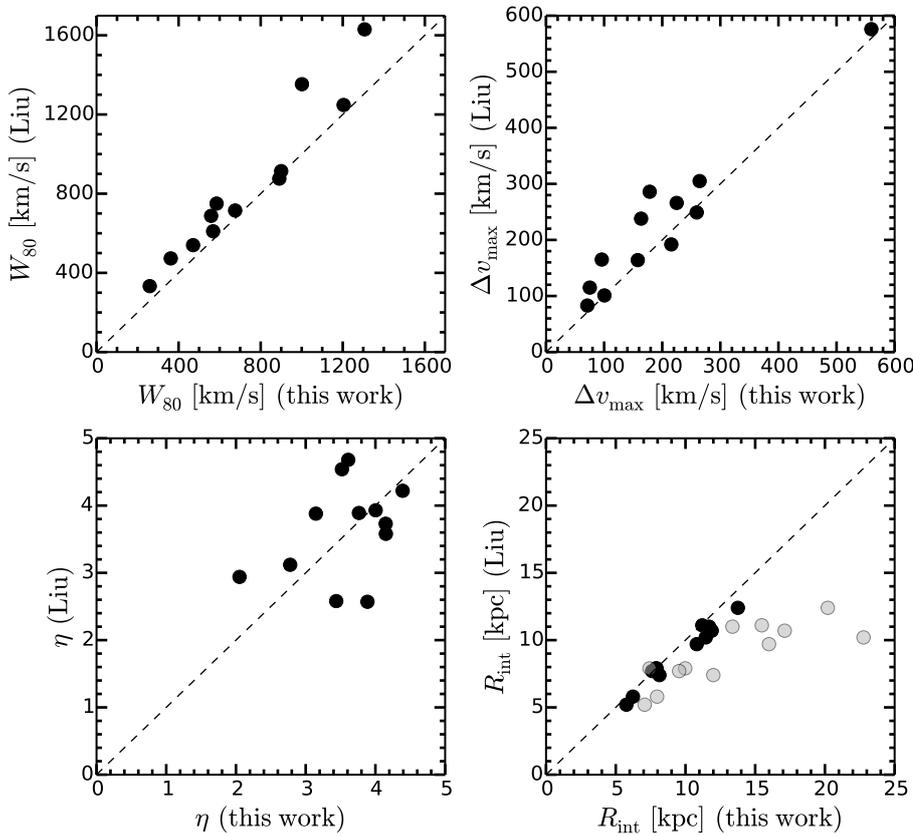 1600
1200
800
400
0
W80 [km/s] (Liu)
0 400 800 1200 1600
W80 [km/s] (this work)
600
500
400
300
200
100
0
Δvmax [km/s] (Liu)
0 100 200 300 400 500 600
Δvmax [km/s] (this work)
5
4
3
2
1
0
η (Liu)
0 1 2 3 4 5
η (this work)
25
20
15
10
5
0
Rint [kpc] (Liu)
0 5 10 15 20 25
Rint [kpc] (this work)